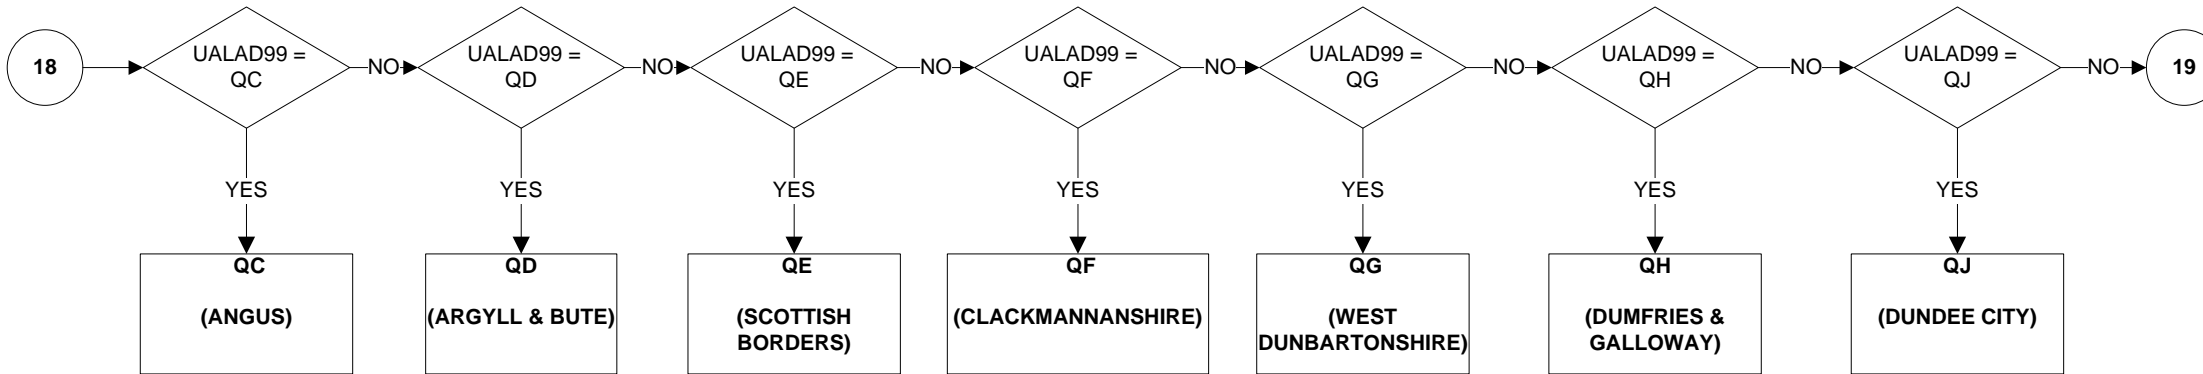 18
UALAD99 =
QC
NO
UALAD99 =
QD
NO
UALAD99 =
QE
NO
UALAD99 =
QF
NO
UALAD99 =
QG
NO
UALAD99 =
QH
NO
UALAD99 =
QJ
NO
19
YES
YES
YES
YES
YES
YES
YES
QC
(ANGUS)
QD
(ARGYLL & BUTE)
QE
(SCOTTISH
BORDERS)
QF
(CLACKMANNANSHIRE)
QG
(WEST
DUNBARTONSHIRE)
QH
(DUMFRIES &
GALLOWAY)
QJ
(DUNDEE CITY)